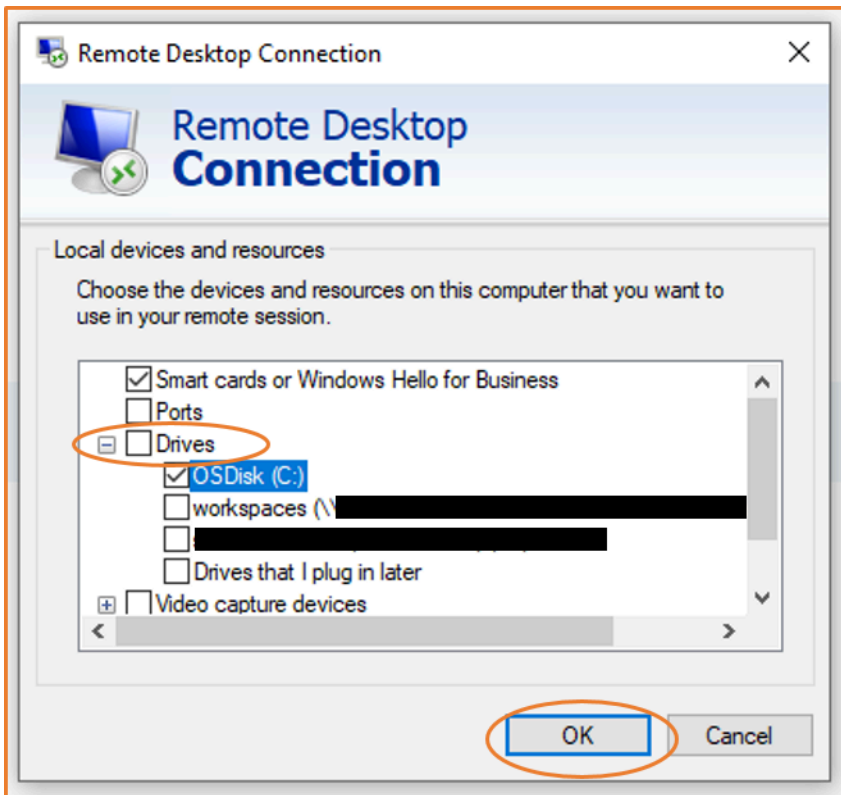 Remote Desktop Connection
Remote Desktop
Connection
Local devices and resources
Choose the devices and resources on this computer that you want to
use in your remote session.
Smart cards or Windows Hello for Business
Ports
Drives
OSDisk (C:)
workspaces (\\
Drives that I plug in later
Video capture devices
OK
Cancel